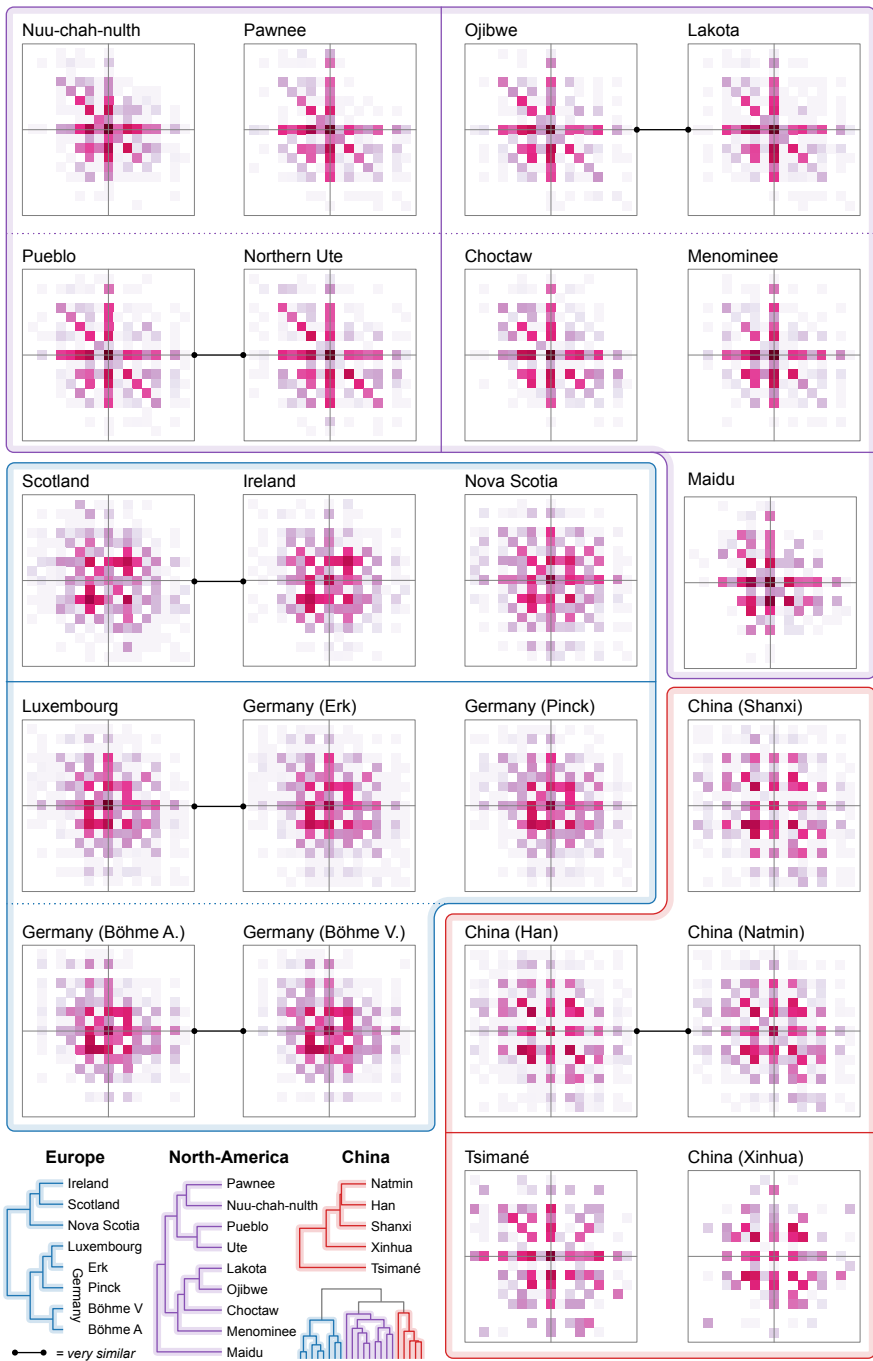 Nuu-chah-nulth
Pawnee
Ojibwe
Lakota
Pueblo
Northern Ute
Choctaw
Menominee
Scotland
Ireland
Nova Scotia
Maidu
Luxembourg
Germany (Erk)
Germany (Pinck)
China (Shanxi)
Germany (Böhme A.)
Germany (Böhme V.)
China (Han)
China (Natmin)
Tsimané
China (Xinhua)
Europe
Ireland
Scotland
Nova Scotia
Luxembourg
Erk
Pinck
Böhme V
Böhme A
Germany
= very similar
North-America
Pawnee
Nuu-chah-nulth
Pueblo
Ute
Lakota
Ojibwe
Choctaw
Menominee
Maidu
China
Natmin
Han
Shanxi
Xinhua
Tsimané